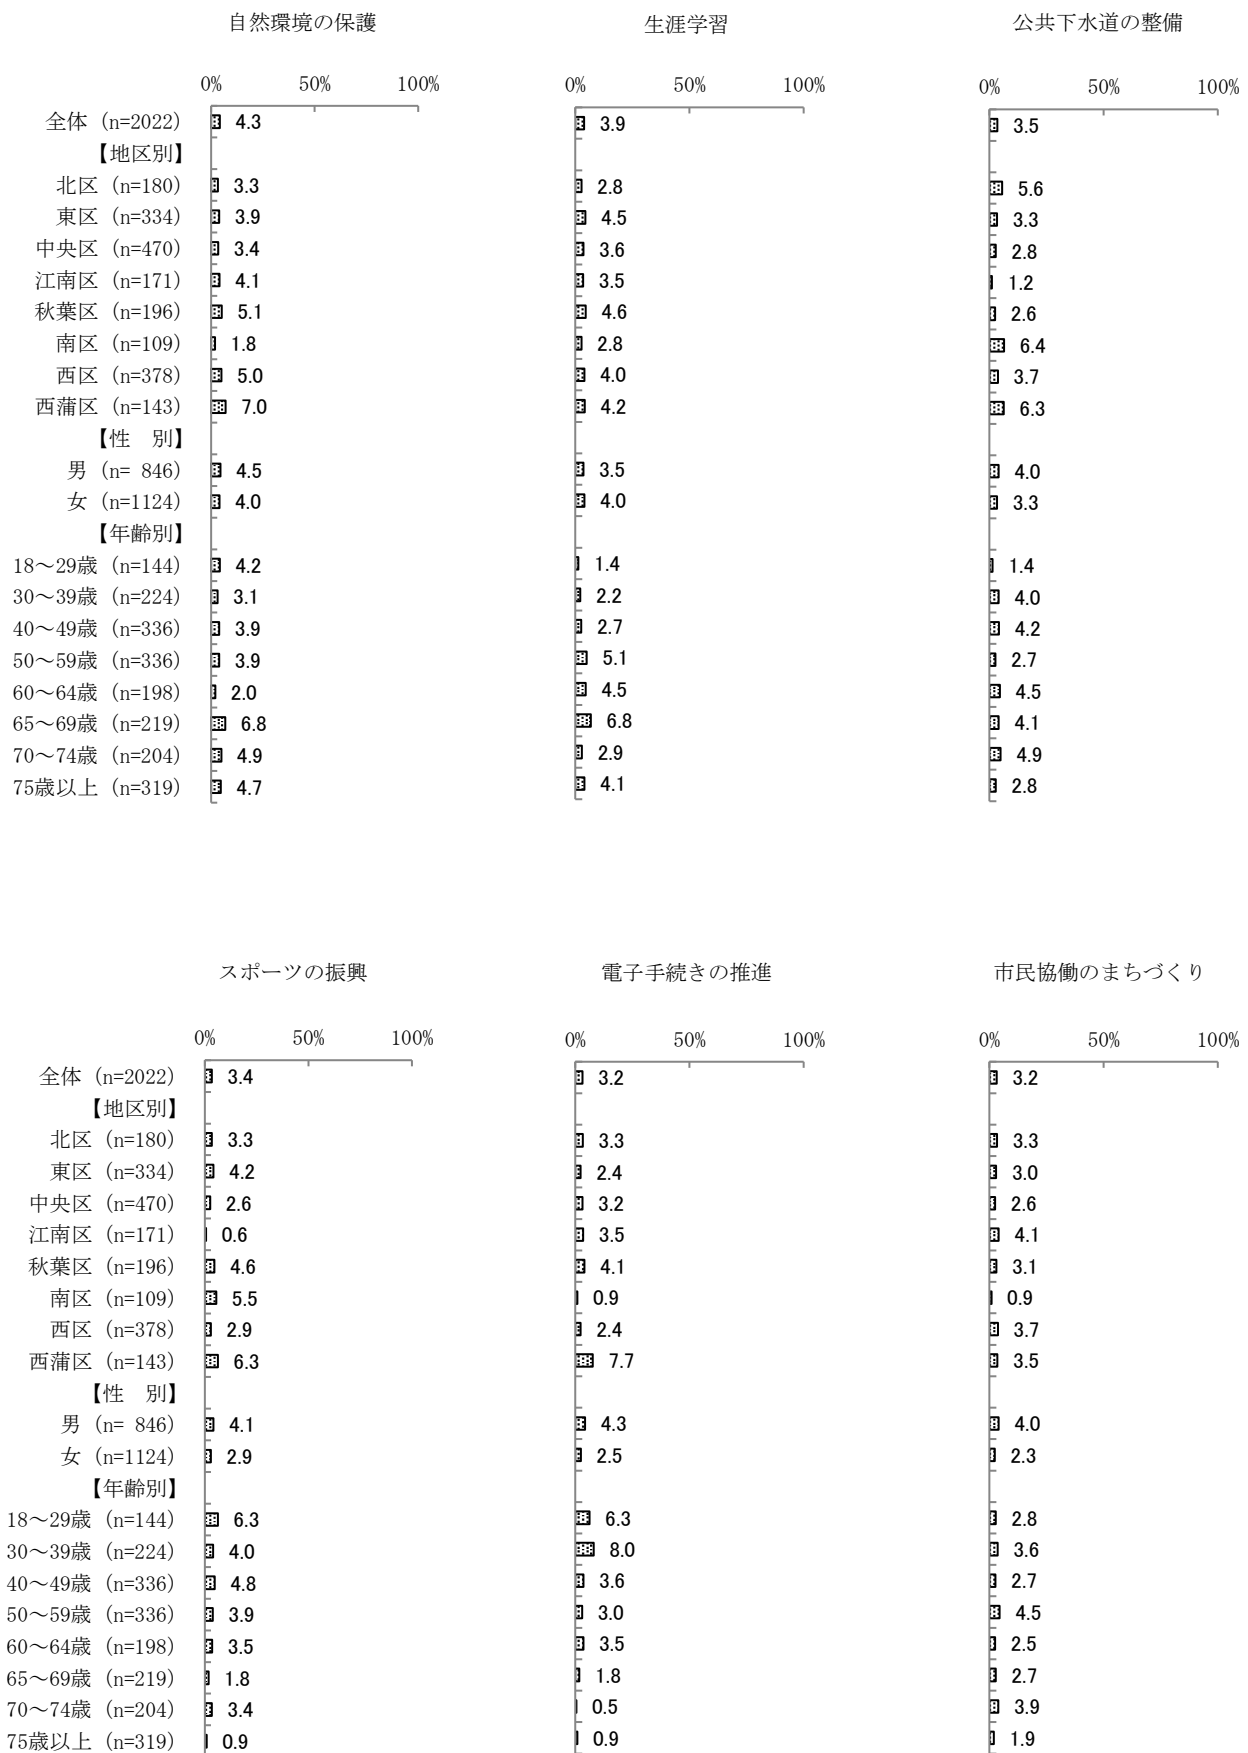 自然環境の保護 生涯学習 公共下水道の整備
0% 50% 100% 0% 50% 100% 0% 50% 100%
全体 (n=2022) 4.3 3.9 3.5
【地区別】
北区 (n=180) 3.3 2.8 5.6
東区 (n=334) 3.9 4.5 3.3
中央区 (n=470) 3.4 3.6 2.8
江南区 (n=171) 4.1 3.5 1.2
秋葉区 (n=196) 5.1 4.6 2.6
南区 (n=109) 1.8 2.8 6.4
西区 (n=378) 5.0 4.0 3.7
西蒲区 (n=143) 7.0 4.2 6.3
【性　別】
男 (n= 846) 4.5 3.5 4.0
女 (n=1124) 4.0 4.0 3.3
【年齢別】
18～29歳 (n=144) 4.2 1.4 1.4
30～39歳 (n=224) 3.1 2.2 4.0
40～49歳 (n=336) 3.9 2.7 4.2
50～59歳 (n=336) 3.9 5.1 2.7
60～64歳 (n=198) 2.0 4.5 4.5
65～69歳 (n=219) 6.8 6.8 4.1
70～74歳 (n=204) 4.9 2.9 4.9
75歳以上 (n=319) 4.7 4.1 2.8
スポーツの振興 電子手続きの推進 市民協働のまちづくり
0% 50% 100% 0% 50% 100% 0% 50% 100%
全体 (n=2022) 3.4 3.2 3.2
【地区別】
北区 (n=180) 3.3 3.3 3.3
東区 (n=334) 4.2 2.4 3.0
中央区 (n=470) 2.6 3.2 2.6
江南区 (n=171) 0.6 3.5 4.1
秋葉区 (n=196) 4.6 4.1 3.1
南区 (n=109) 5.5 0.9 0.9
西区 (n=378) 2.9 2.4 3.7
西蒲区 (n=143) 6.3 7.7 3.5
【性　別】
男 (n= 846) 4.1 4.3 4.0
女 (n=1124) 2.9 2.5 2.3
【年齢別】
18～29歳 (n=144) 6.3 6.3 2.8
30～39歳 (n=224) 4.0 8.0 3.6
40～49歳 (n=336) 4.8 3.6 2.7
50～59歳 (n=336) 3.9 3.0 4.5
60～64歳 (n=198) 3.5 3.5 2.5
65～69歳 (n=219) 1.8 1.8 2.7
70～74歳 (n=204) 3.4 0.5 3.9
75歳以上 (n=319) 0.9 0.9 1.9